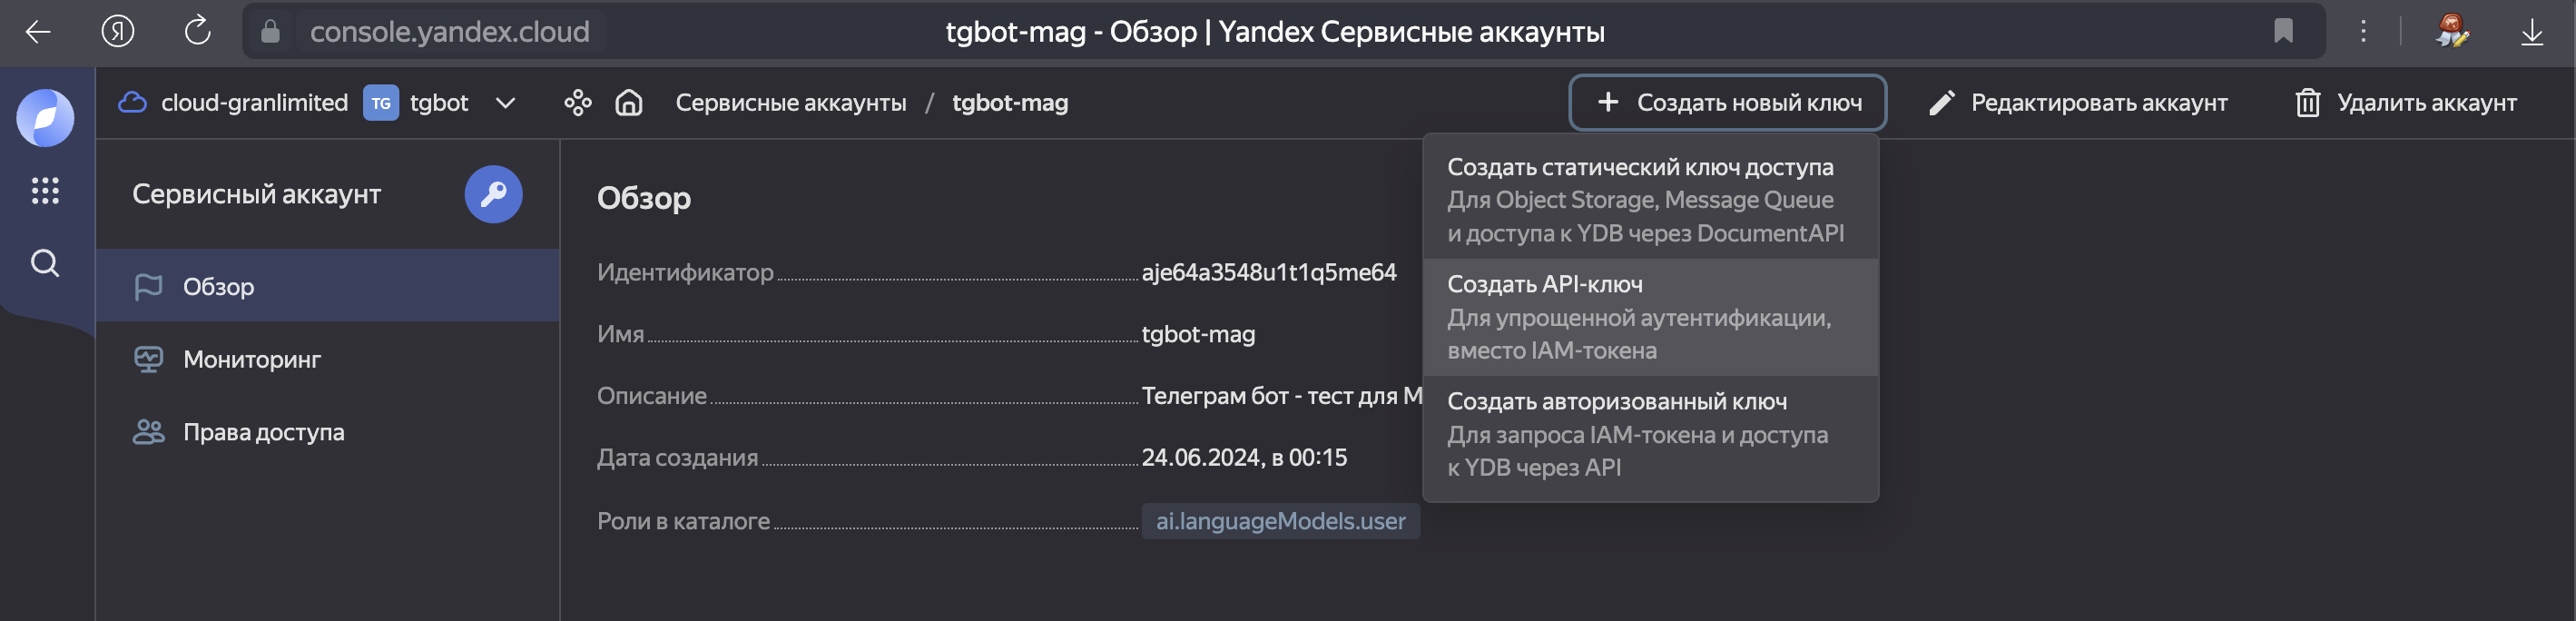 console.yandex.cloud
tgbot-mag - Обзор | Yandex Сервисные аккаунты
cloud-granlimited TG tgbot
Сервисные аккаунты / tgbot-mag
+ Создать новый ключ
Редактировать аккаунт
Удалить аккаунт
Сервисный аккаунт
Обзор
Мониторинг
Права доступа
Обзор
Идентификатор aje64a3548u1t1q5me64
Имя tgbot-mag
Описание Телеграм бот - тест для М
Дата создания 24.06.2024, в 00:15
Роли в каталоге ai.languageModels.user
Создать статический ключ доступа
Для Object Storage, Message Queue
и доступа к YDB через DocumentAPI
Создать API-ключ
Для упрощенной аутентификации,
вместо IAM-токена
Создать авторизованный ключ
Для запроса IAM-токена и доступа
к YDB через API